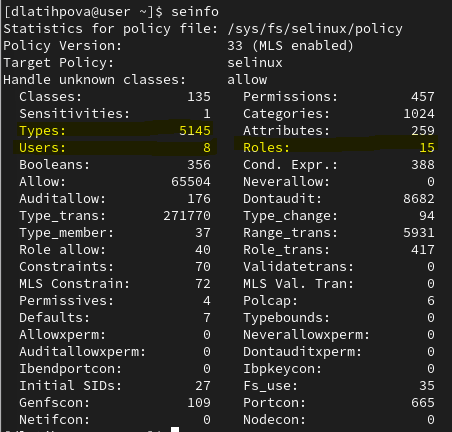 [dlatihpova@user ~]$ seinfo
Statistics for policy file: /sys/fs/selinux/policy
Policy Version: 33 (MLS enabled)
Target Policy: selinux
Handle unknown classes: allow
Classes: 135 Permissions: 457
Sensitivities: 1 Categories: 1024
Types: 5145 Attributes: 259
Users: 8 Roles: 15
Booleans: 356 Cond. Expr.: 388
Allow: 65504 Neverallow: 0
Auditallow: 176 Dontaudit: 8682
Type_trans: 271770 Type_change: 94
Type_member: 37 Range_trans: 5931
Role allow: 40 Role_trans: 417
Constraints: 70 Validatetrans: 0
MLS Constrain: 72 MLS Val. Tran: 0
Permissives: 4 Polcap: 6
Defaults: 7 Typebounds: 0
Allowxperm: 0 Neverallowxperm: 0
Auditallowxperm: 0 Dontauditxperm: 0
Ibendportcon: 0 Ibpkeycon: 0
Initial SIDs: 27 Fs_use: 35
Genfscon: 109 Portcon: 665
Netifcon: 0 Nodecon: 0